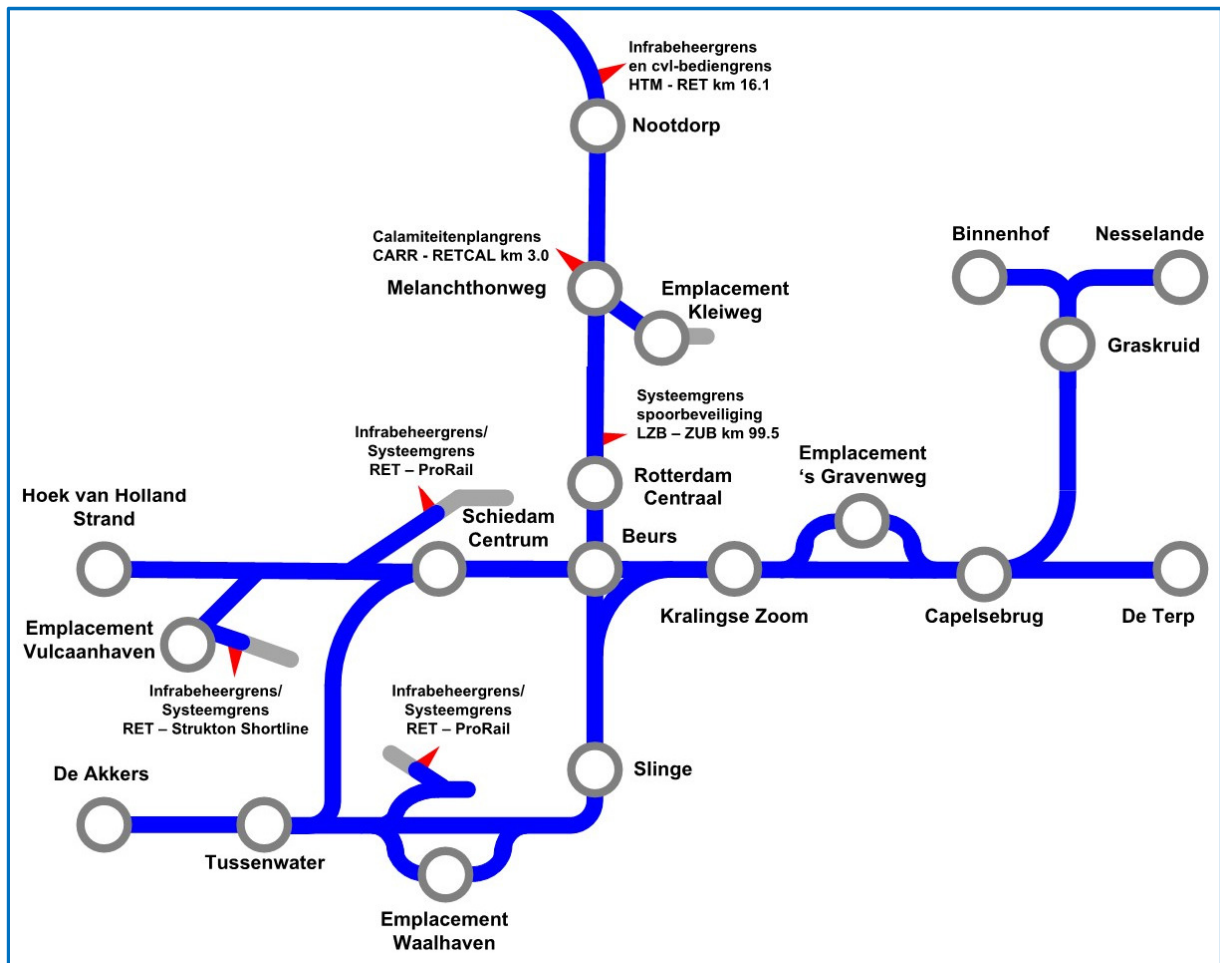 Infrabeheergrens
en cvl-bediengrens
HTM - RET km 16.1
Nootdorp
Calamiteitenplangrens
CARR - RETCAL km 3.0
Melanchthonweg
Emplacement
Kleiweg
Binnenhof
Nesselande
Graskruid
Systeemgrens
spoorbeveiliging
LZB – ZUB km 99.5
Infrabeheergrens/
Systeemgrens
RET – ProRail
Emplacement
‘s Gravenweg
Rotterdam
Centraal
Hoek van Holland
Strand
Schiedam
Centrum
Beurs
Kralingse Zoom
Capelsebrug
De Terp
Emplacement
Vulcaanhaven
Infrabeheergrens/
Systeemgrens
RET – Strukton Shortline
Infrabeheergrens/
Systeemgrens
RET – ProRail
De Akkers
Slinge
Tussenwater
Emplacement
Waalhaven